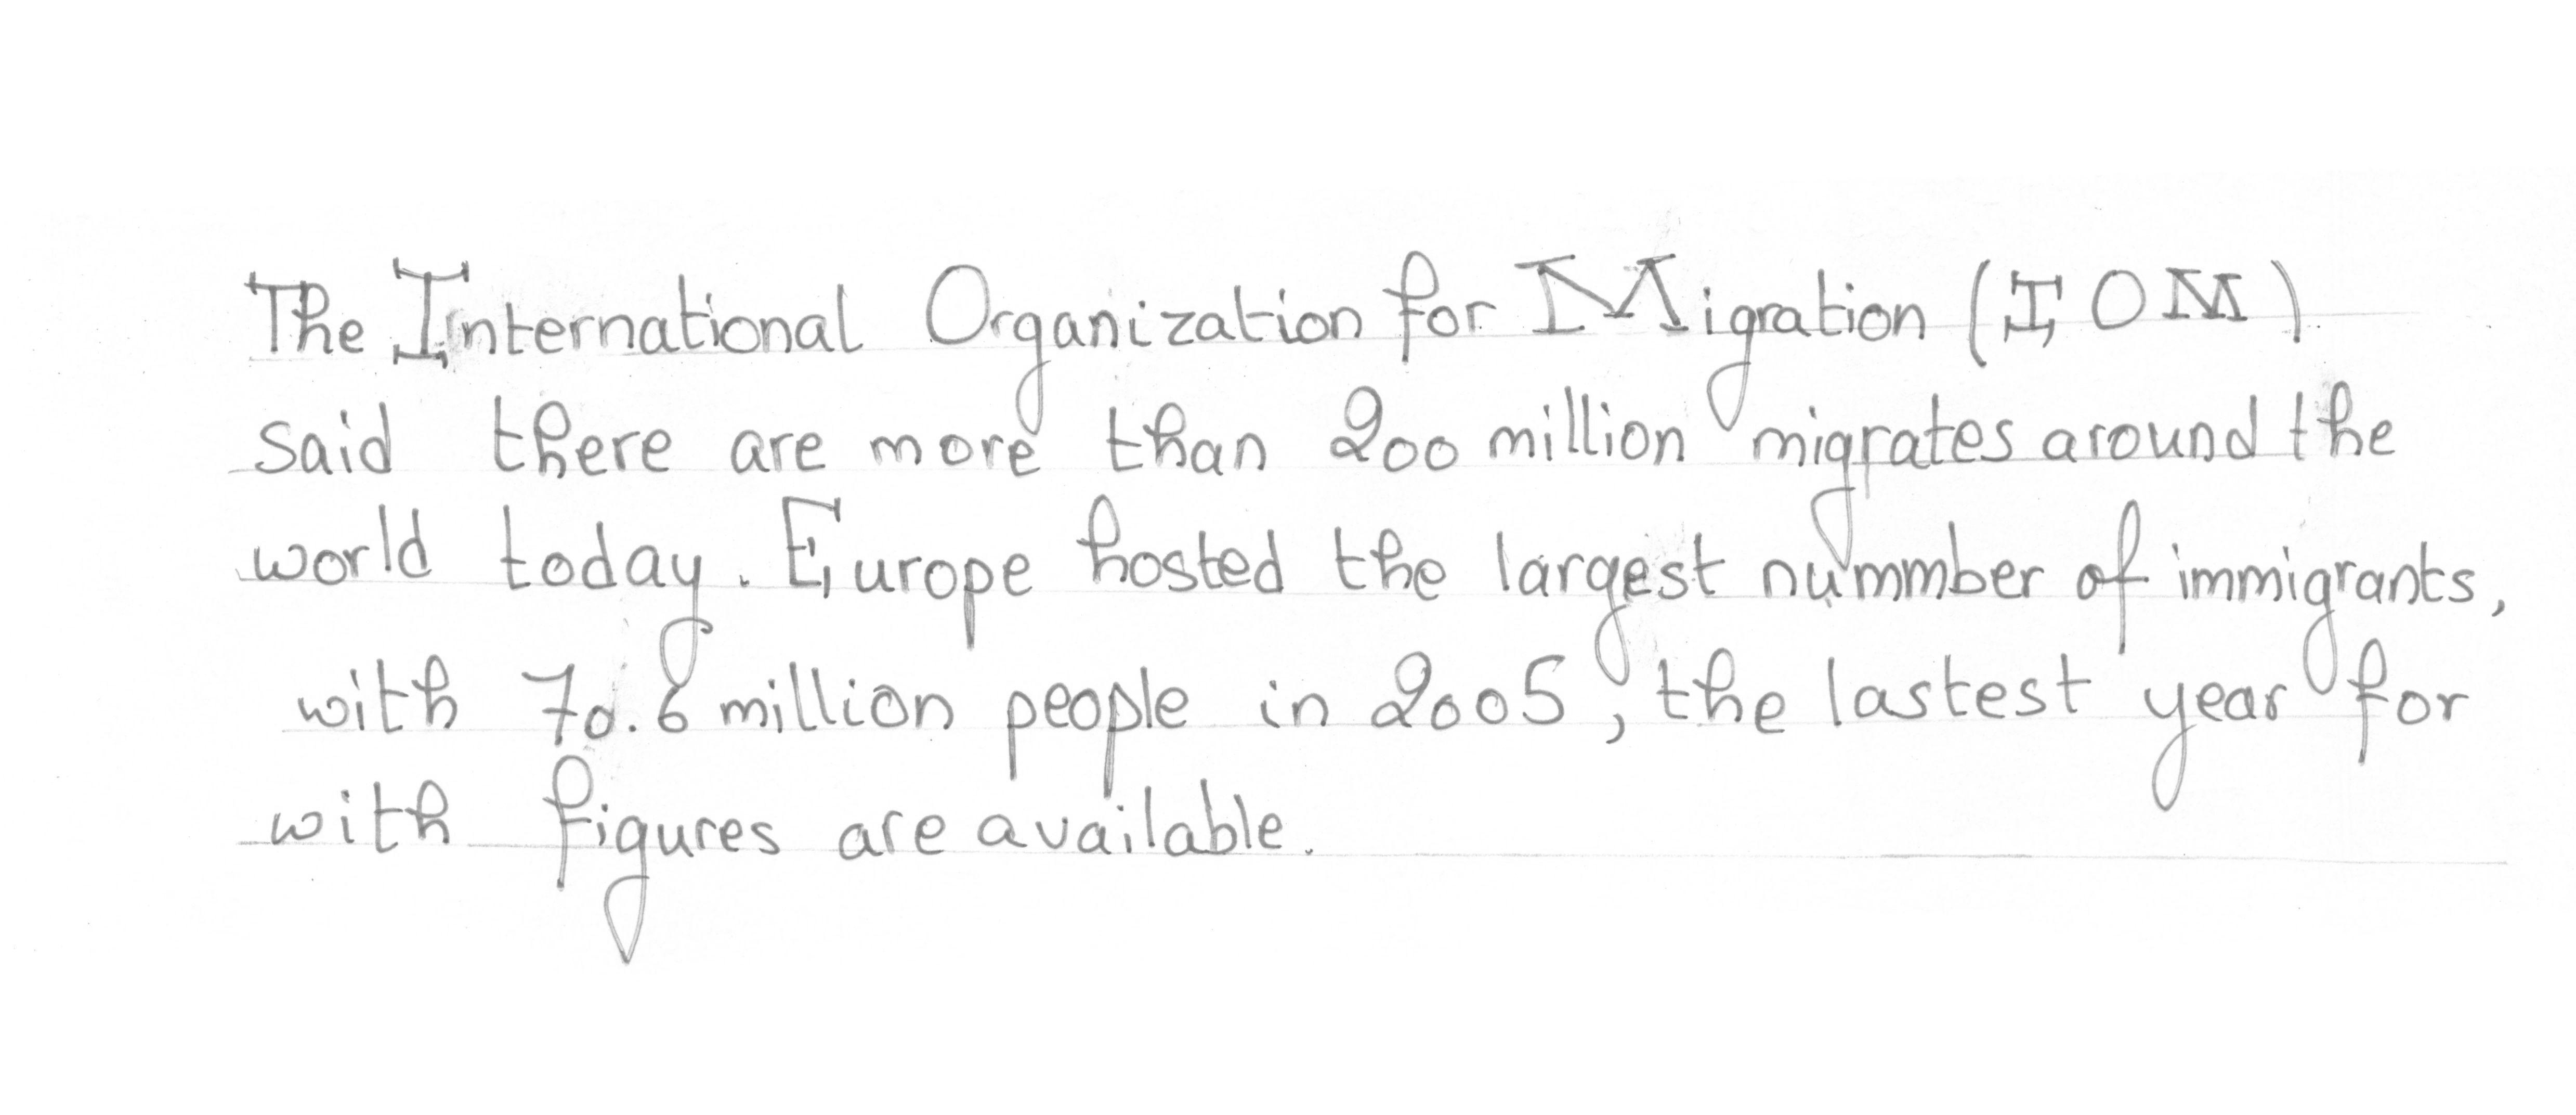 The International Organization for Migration (IOM)
said there are more than 200 million migrates around the
world today. Europe hosted the largest nummber of immigrants,
with 70.6 million people in 2005, the lastest year for
with figures are available.